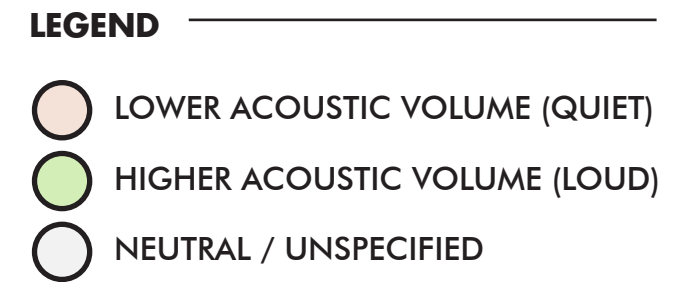 LEGEND
LOWER ACOUSTIC VOLUME (QUIET)
HIGHER ACOUSTIC VOLUME (LOUD)
NEUTRAL / UNSPECIFIED